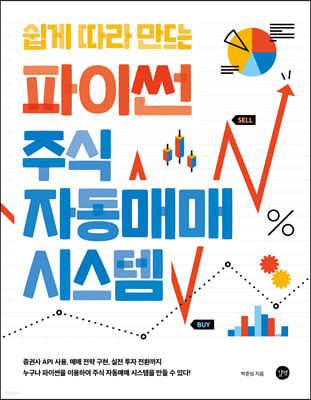 쉽게 따라 만드는
파이썬
주식
자동매매
시스템
SELL
%
BUY
증권사 API 사용, 매매 전략 구현, 실전 투자 전환까지
누구나 파이썬을 이용하여 주식 자동매매 시스템을 만들 수 있다!
박준성 지음
길벗